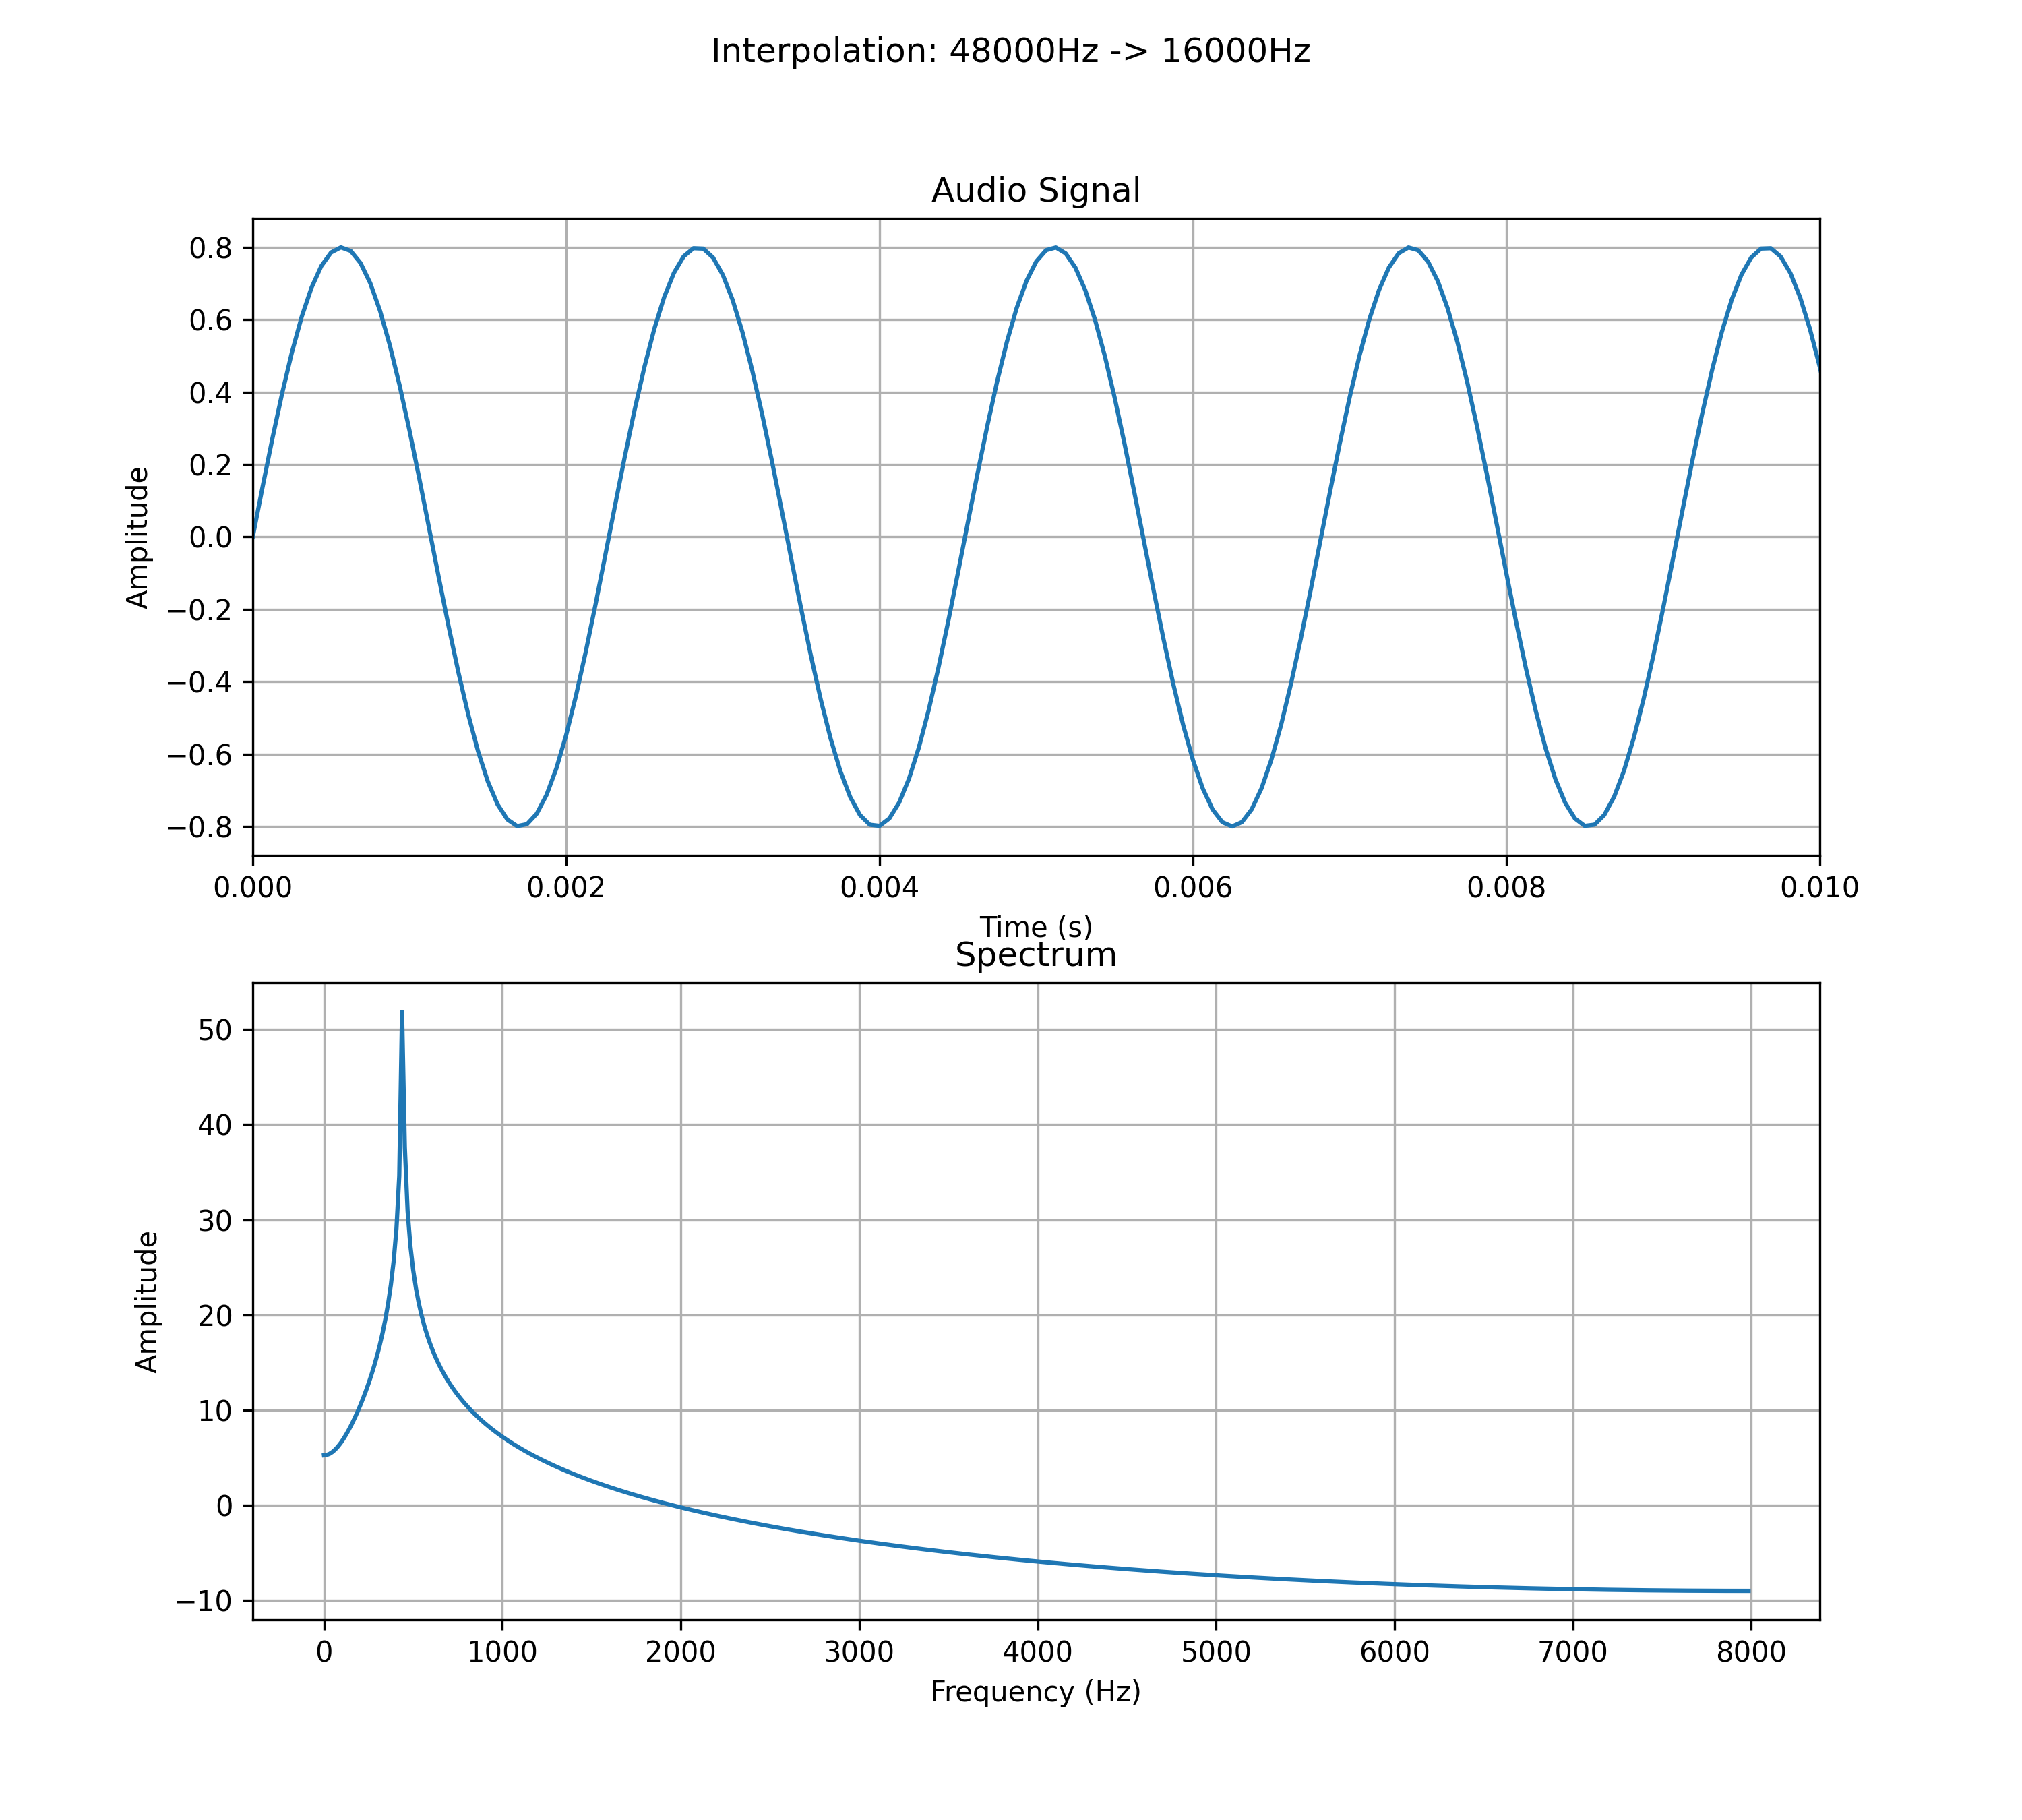 Interpolation: 48000Hz -> 16000Hz
Audio Signal
Amplitude
0.8
0.6
0.4
0.2
0.0
−0.2
−0.4
−0.6
−0.8
0.000 0.002 0.004 0.006 0.008 0.010
Time (s)
Spectrum
Amplitude
50
40
30
20
10
0
−10
0 1000 2000 3000 4000 5000 6000 7000 8000
Frequency (Hz)